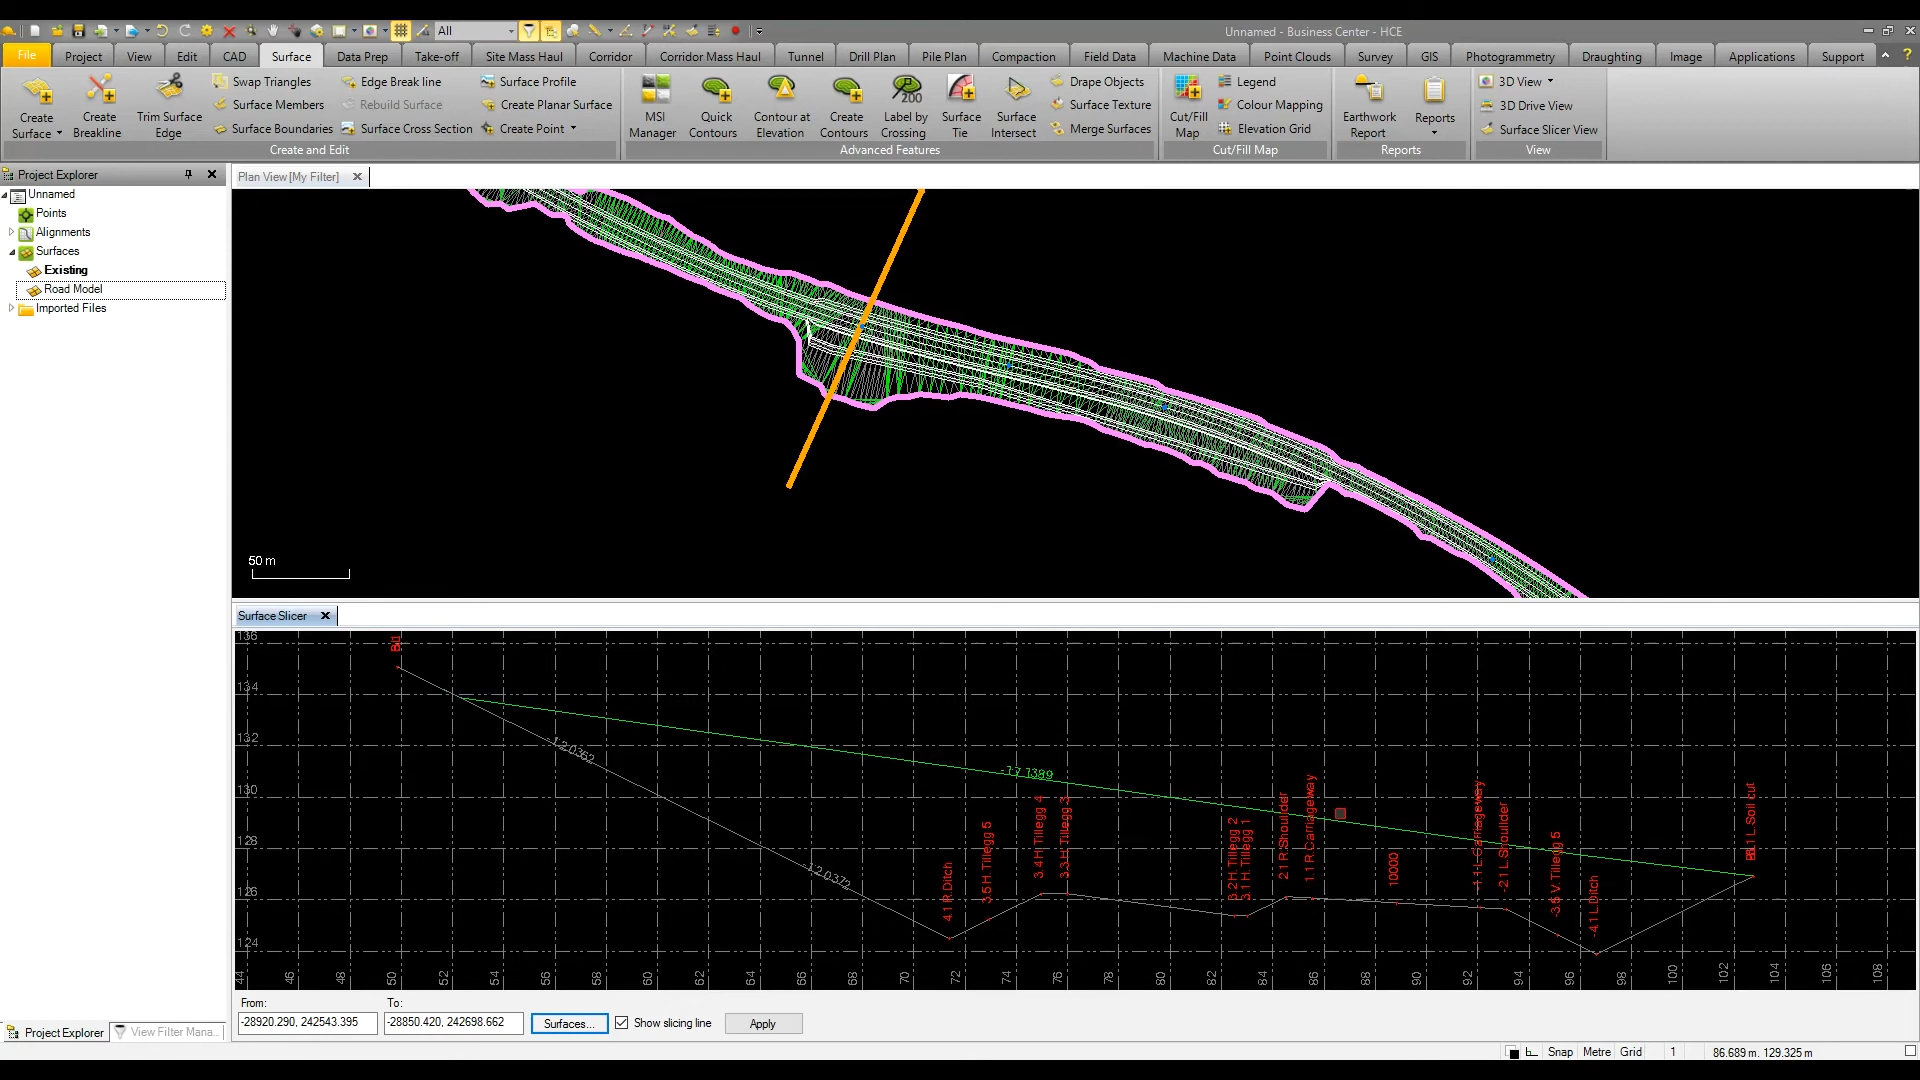 All
Unnamed - Business Center - HCE
File Project View Edit CAD Surface Data Prep Take-off Site Mass Haul Corridor Corridor Mass Haul Tunnel Drill Plan Pile Plan Compaction Field Data Machine Data Point Clouds Survey GIS Photogrammetry Draughting Image Applications Support
Create Surface
Create Breakline
Trim Surface Edge
Swap Triangles
Surface Members
Surface Boundaries
Edge Break line
Rebuild Surface
Surface Cross Section
Surface Profile
Create Planar Surface
Create Point
Create and Edit
MSI Manager
Quick Contours
Contour at Elevation
Create Contours
200
Label by Crossing
Surface Tie
Surface Intersect
Drape Objects
Surface Texture
Merge Surfaces
Advanced Features
Cut/Fill Map
Legend
Colour Mapping
Elevation Grid
Cut/Fill Map
Earthwork Report
Reports
Reports
3D View
3D Drive View
Surface Slicer View
View
Project Explorer
Unnamed
Points
Alignments
Surfaces
Existing
Road Model
Imported Files
Plan View [My Filter]
50 m
Surface Slicer
136
134
132
130
128
126
124
-1:2.0362
-1:2.0372
-1:7.1389
4.1 R.Ditch
3.5 H.Tillegg 5
3.4 H.Tillegg 4
3.3 H.Tillegg 3
3.2 H.Tillegg 2
3.1 H.Tillegg 1
2.1 R.Shoulder
1.1 R.Carriageway
10000
-1.1 L.Carriageway
-2.1 L.Shoulder
-3.5 V.Tillegg 5
-4.1 L.Ditch
44 46 48 50 52 54 56 58 60 62 64 66 68 70 72 74 76 78 80 82 84 86 88 90 92 94 96 98 100 102 104 106 108
From: To:
-28920.290, 242543.395 -28850.420, 242698.662 Surfaces... Show slicing line Apply
Project Explorer View Filter Mana...
Snap Metre Grid 1 86.689 m. 129.325 m